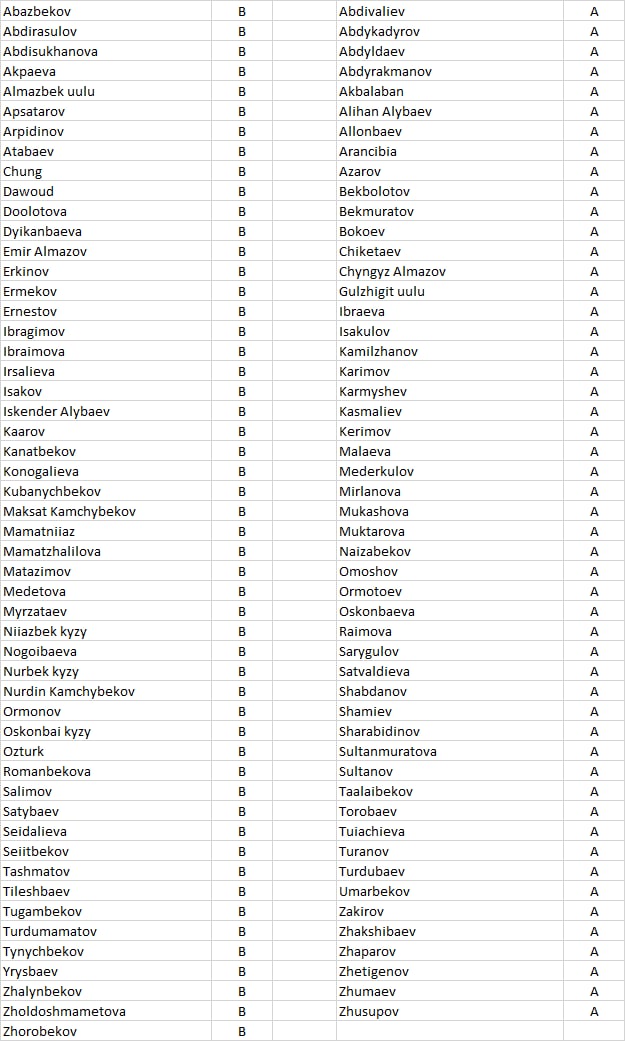 Abazbekov B Abdivaliev A
Abdirasulov B Abdykadyrov A
Abdisukhanova B Abdyldaev A
Akpaeva B Abdyrakmanov A
Almazbek uulu B Akbalaban A
Apsatarov B Alihan Alybaev A
Arpidinov B Allonbaev A
Atabaev B Arancibia A
Chung B Azarov A
Dawoud B Bekbolotov A
Doolotova B Bekmuratov A
Dyikanbaeva B Bokoev A
Emir Almazov B Chiketaev A
Erkinov B Chyngyz Almazov A
Ermekov B Gulzhigit uulu A
Ernestov B Ibraeva A
Ibragimov B Isakulov A
Ibraimova B Kamilzhanov A
Irsalieva B Karimov A
Isakov B Karmyshev A
Iskender Alybaev B Kasmaliev A
Kaarov B Kerimov A
Kanatbekov B Malaeva A
Konogalieva B Mederkulov A
Kubanychbekov B Mirlanova A
Maksat Kamchybekov B Mukashova A
Mamatniiaz B Muktarova A
Mamatzhalilova B Naizabekov A
Matazimov B Omoshov A
Medetova B Ormotoev A
Myrzataev B Oskonbaeva A
Niiazbek kyzy B Raimova A
Nogoibaeva B Sarygulov A
Nurbek kyzy B Satvaldieva A
Nurdin Kamchybekov B Shabdanov A
Ormonov B Shamiev A
Oskonbai kyzy B Sharabidinov A
Ozturk B Sultanmuratova A
Romanbekova B Sultanov A
Salimov B Taalaibekov A
Satybaev B Torobaev A
Seidalieva B Tuiachieva A
Seiitbekov B Turanov A
Tashmatov B Turdubaev A
Tileshbaev B Umarbekov A
Tugambekov B Zakirov A
Turdumamatov B Zhakshibaev A
Tynychbekov B Zhaparov A
Yrysbaev B Zhetigenov A
Zhalynbekov B Zhumaev A
Zholdoshmametova B Zhusupov A
Zhorobekov B